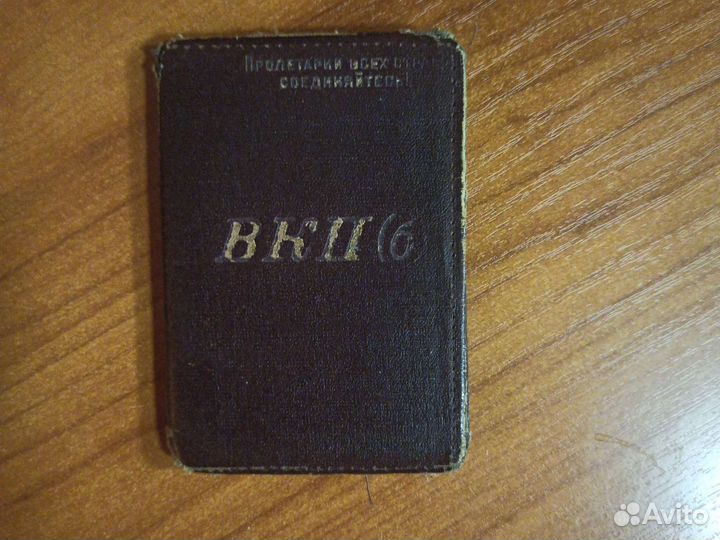 Пролетарии всех стран
соединяйтесь!
ВКП(б
Avito